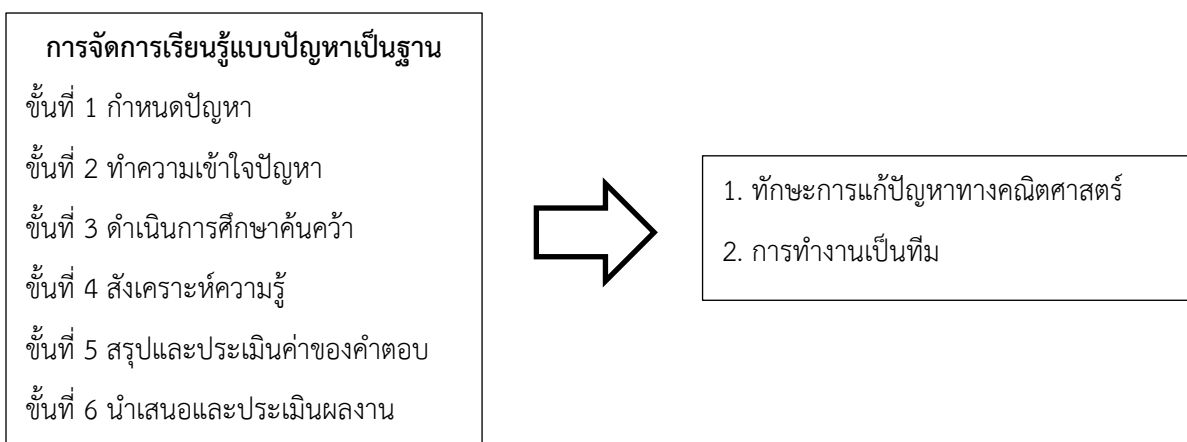 การจัดการเรียนรู้แบบปัญหาเป็นฐาน
ขั้นที่ 1 กำหนดปัญหา
ขั้นที่ 2 ทำความเข้าใจปัญหา
ขั้นที่ 3 ดำเนินการศึกษาค้นคว้า
ขั้นที่ 4 สังเคราะห์ความรู้
ขั้นที่ 5 สรุปและประเมินค่าของคำตอบ
ขั้นที่ 6 นำเสนอและประเมินผลงาน
1. ทักษะการแก้ปัญหาทางคณิตศาสตร์
2. การทำงานเป็นทีม